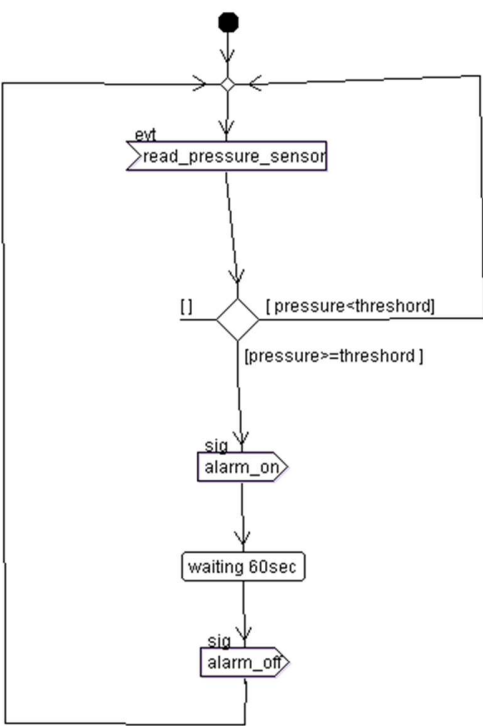 evt
read_pressure_sensor
[ ] [ pressure<threshord]
[pressure>=threshord ]
sig
alarm_on
waiting 60sec
sig
alarm_off